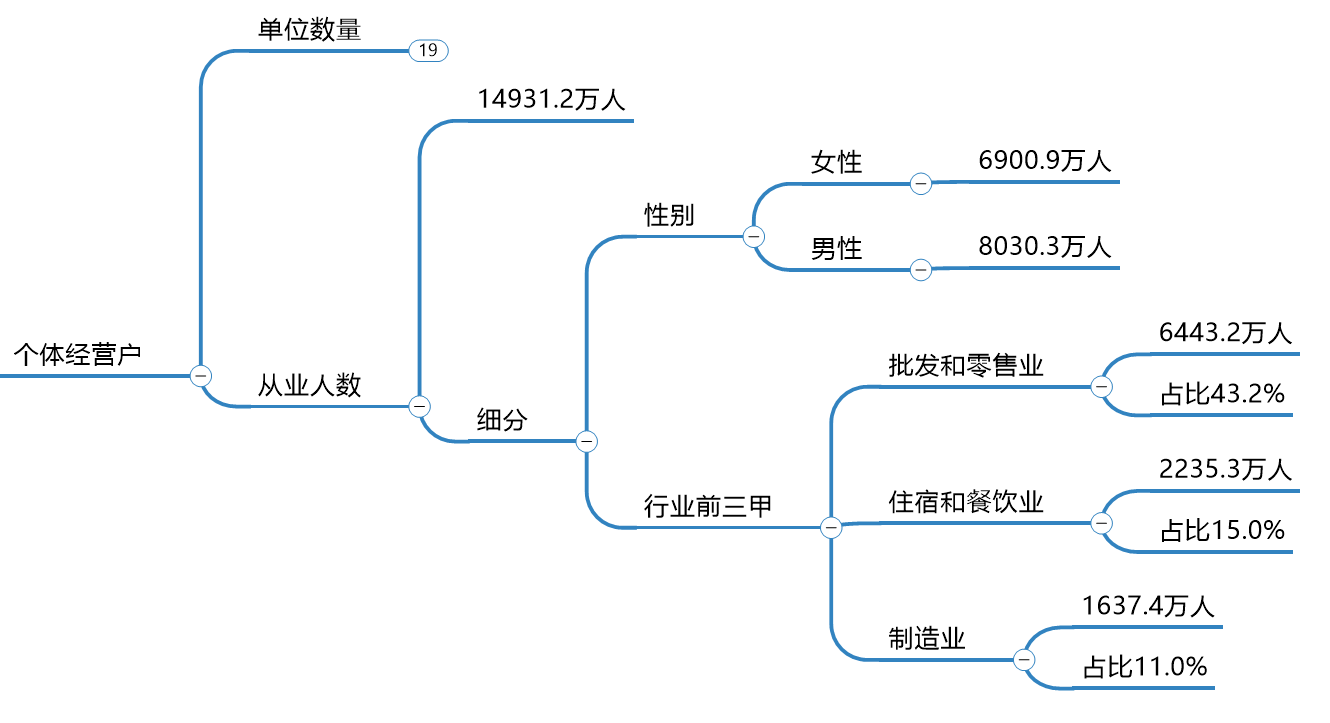 个体经营户
单位数量
19
从业人数
14931.2万人
细分
性别
女性
6900.9万人
男性
8030.3万人
行业前三甲
批发和零售业
6443.2万人
占比43.2%
住宿和餐饮业
2235.3万人
占比15.0%
制造业
1637.4万人
占比11.0%